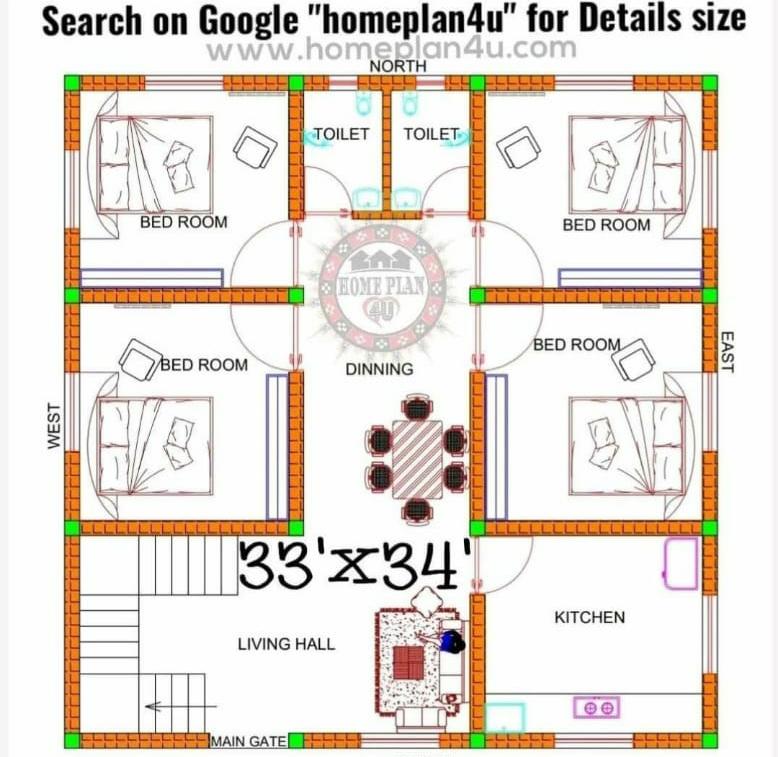 Search on Google "homeplan4u" for Details size
www.homeplan4u.com
NORTH
TOILET TOILET
BED ROOM
BED ROOM
HOME PLAN
4U
EAST
BED ROOM
BED ROOM
DINNING
WEST
33'x34'
KITCHEN
LIVING HALL
MAIN GATE